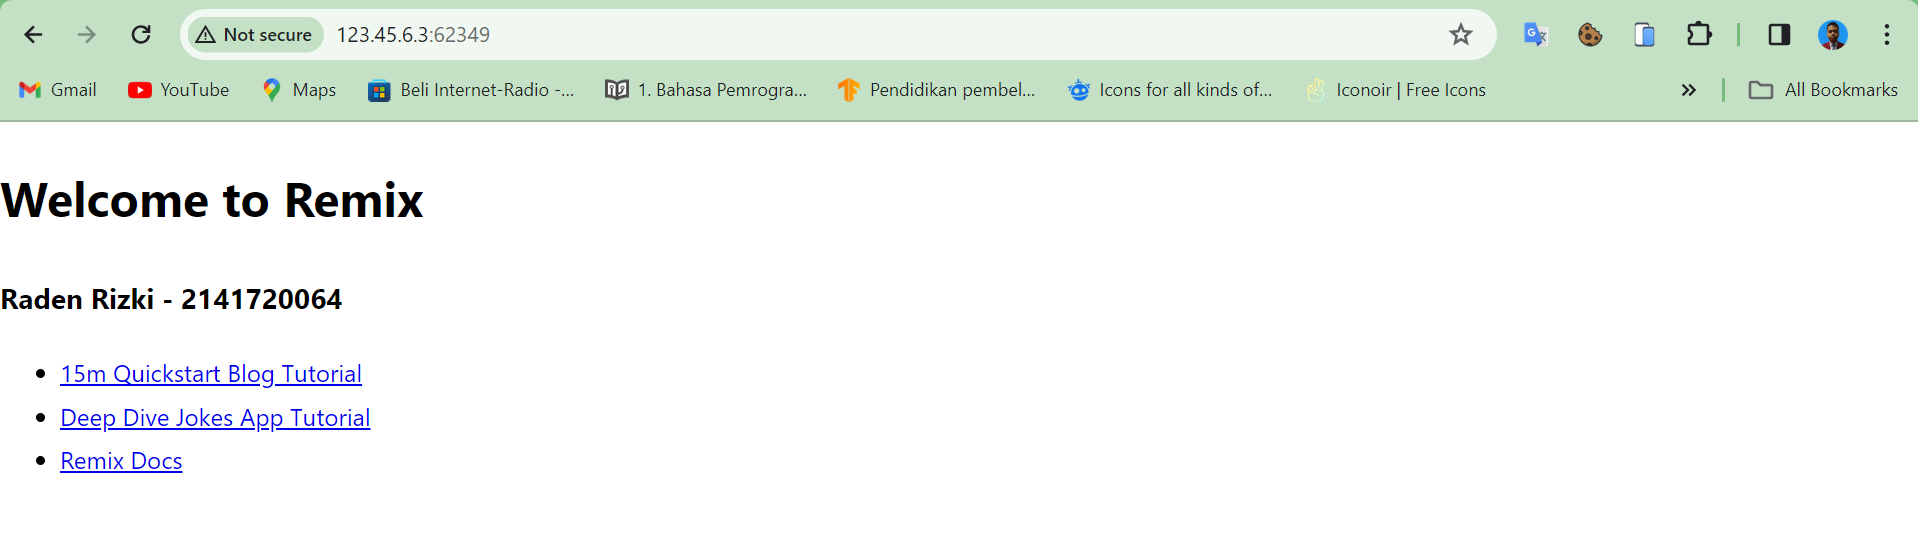 Not secure 123.45.6.3:62349
Gmail YouTube Maps Beli Internet-Radio -... 1. Bahasa Pemrogra... Pendidikan pembel... Icons for all kinds of... Iconoir | Free Icons » All Bookmarks
Welcome to Remix
Raden Rizki - 2141720064
15m Quickstart Blog Tutorial
Deep Dive Jokes App Tutorial
Remix Docs